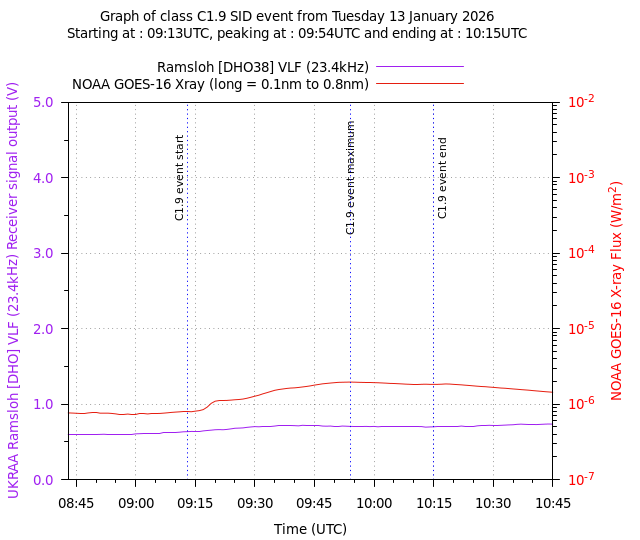 Graph of class C1.9 SID event from Tuesday 13 January 2026
Starting at : 09:13UTC, peaking at : 09:54UTC and ending at : 10:15UTC
Ramsloh [DHO38] VLF (23.4kHz)
NOAA GOES-16 Xray (long = 0.1nm to 0.8nm)
UKRAA Ramsloh [DHO] VLF (23.4kHz) Receiver signal output (V)
5.0
4.0
3.0
2.0
1.0
0.0
C1.9 event start
C1.9 event maximum
C1.9 event end
10-2
10-3
10-4
10-5
10-6
10-7
NOAA GOES-16 X-ray Flux (W/m2)
08:45 09:00 09:15 09:30 09:45 10:00 10:15 10:30 10:45
Time (UTC)